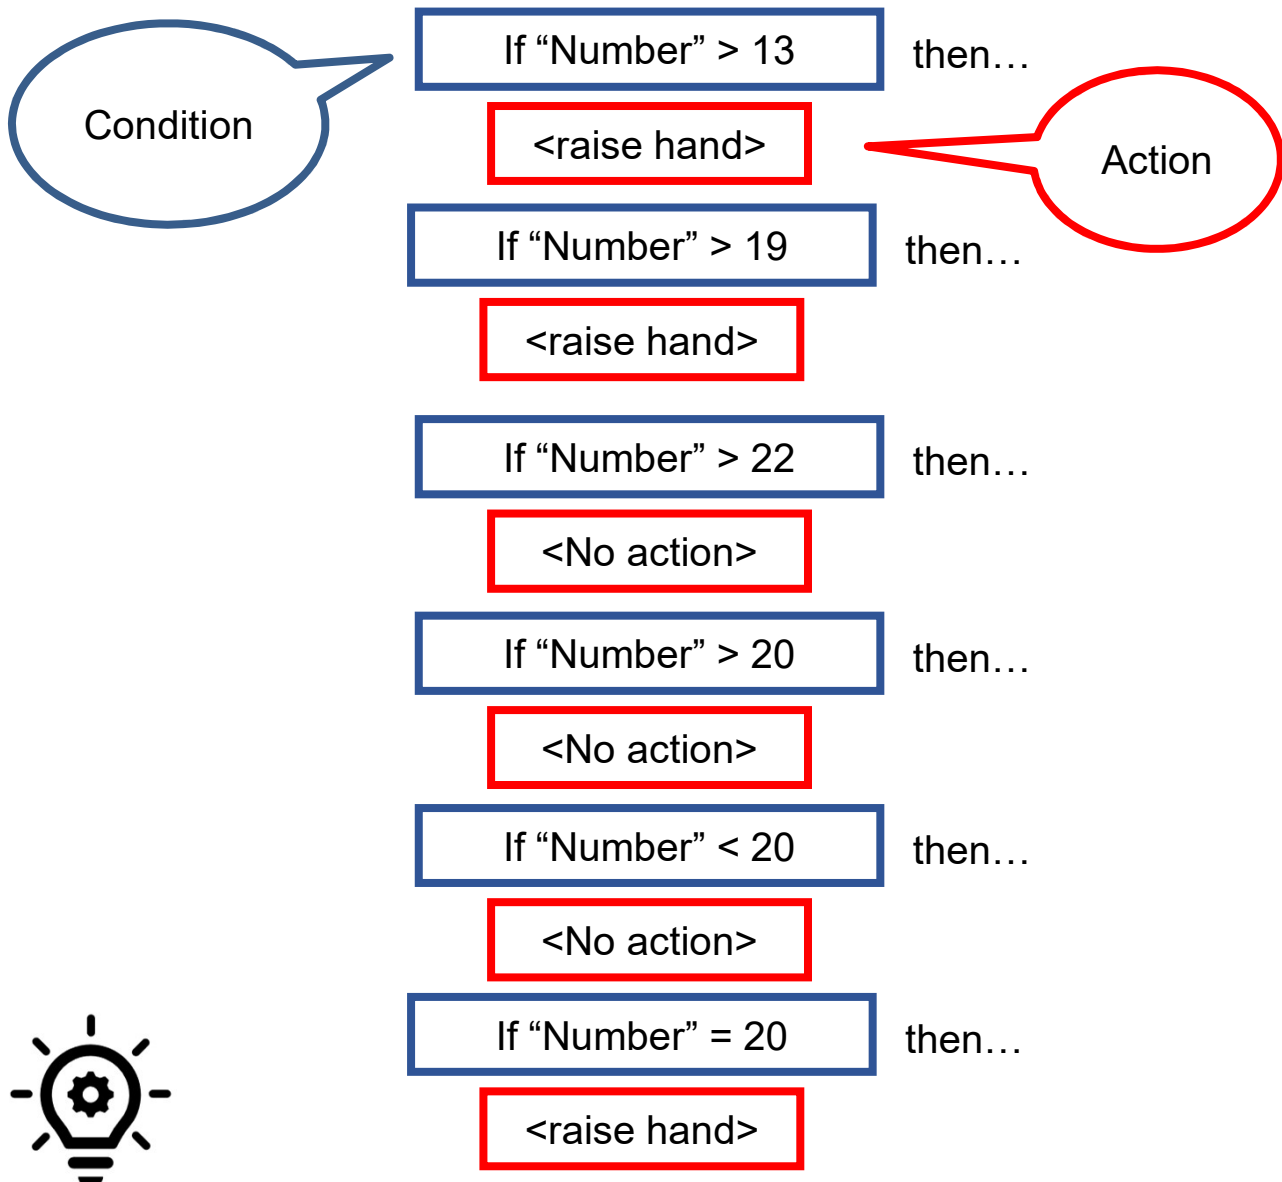 If “Number” > 13 then…
Condition
<raise hand>
Action
If “Number” > 19 then…
<raise hand>
If “Number” > 22 then…
<No action>
If “Number” > 20 then…
<No action>
If “Number” < 20 then…
<No action>
If “Number” = 20 then…
<raise hand>